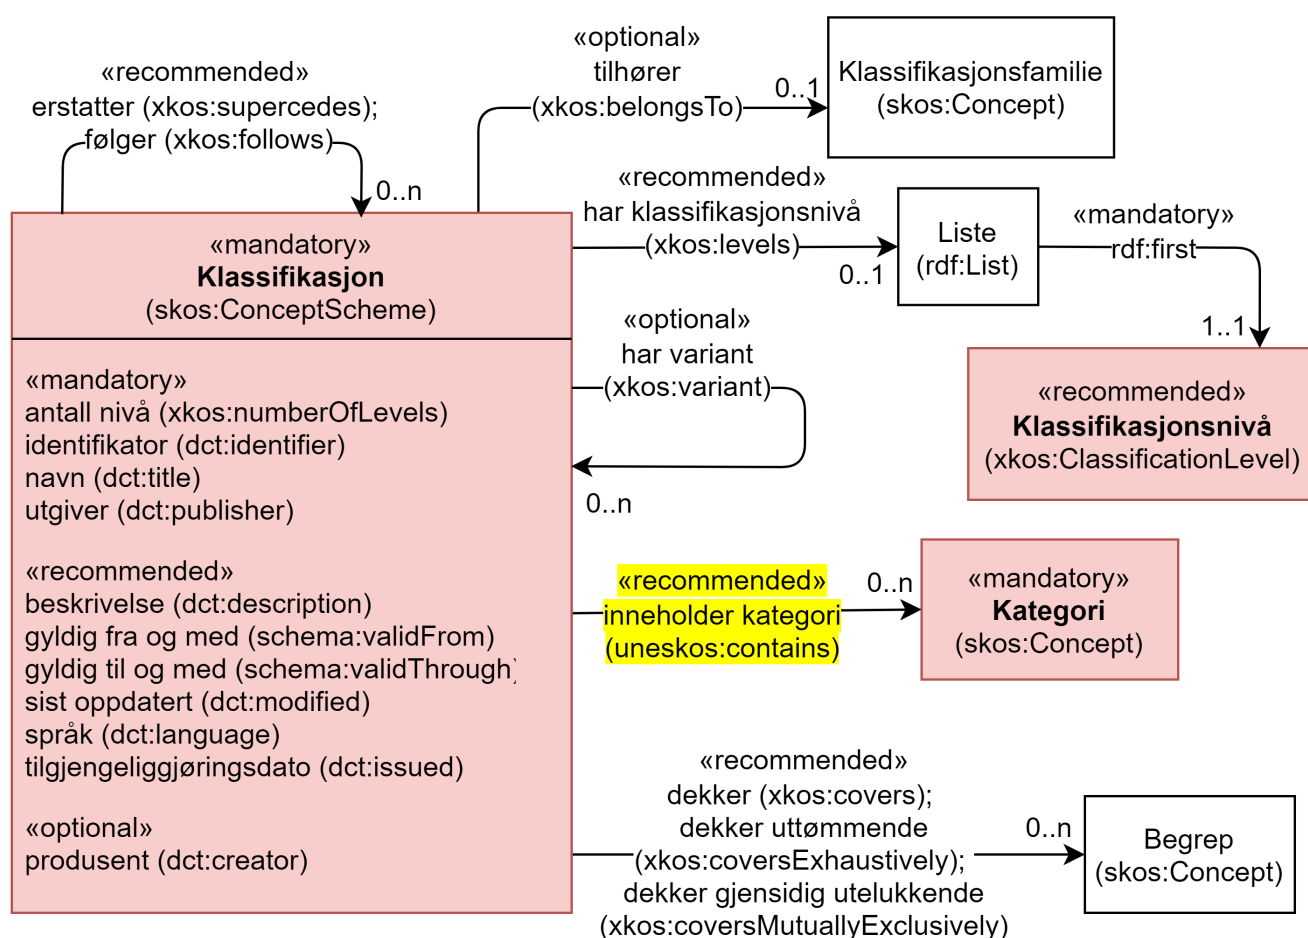 «recommended»
erstatter (xkos:supercedes);
følger (xkos:follows)
0..n
«optional»
tilhører
(xkos:belongsTo)
0..1
Klassifikasjonsfamilie
(skos:Concept)
«mandatory»
Klassifikasjon
(skos:ConceptScheme)
«mandatory»
antall nivå (xkos:numberOfLevels)
identifikator (dct:identifier)
navn (dct:title)
utgiver (dct:publisher)
«recommended»
beskrivelse (dct:description)
gyldig fra og med (schema:validFrom)
gyldig til og med (schema:validThrough)
sist oppdatert (dct:modified)
språk (dct:language)
tilgjengeliggjøringsdato (dct:issued)
«optional»
produsent (dct:creator)
«recommended»
har klassifikasjonsnivå
(xkos:levels)
0..1
Liste
(rdf:List)
«mandatory»
rdf:first
1..1
«recommended»
Klassifikasjonsnivå
(xkos:ClassificationLevel)
«optional»
har variant
(xkos:variant)
0..n
«recommended»
inneholder kategori
(uneskos:contains)
0..n
«mandatory»
Kategori
(skos:Concept)
«recommended»
dekker (xkos:covers);
dekker uttømmende
(xkos:coversExhaustively);
dekker gjensidig utelukkende
(xkos:coversMutuallyExclusively)
0..n
Begrep
(skos:Concept)